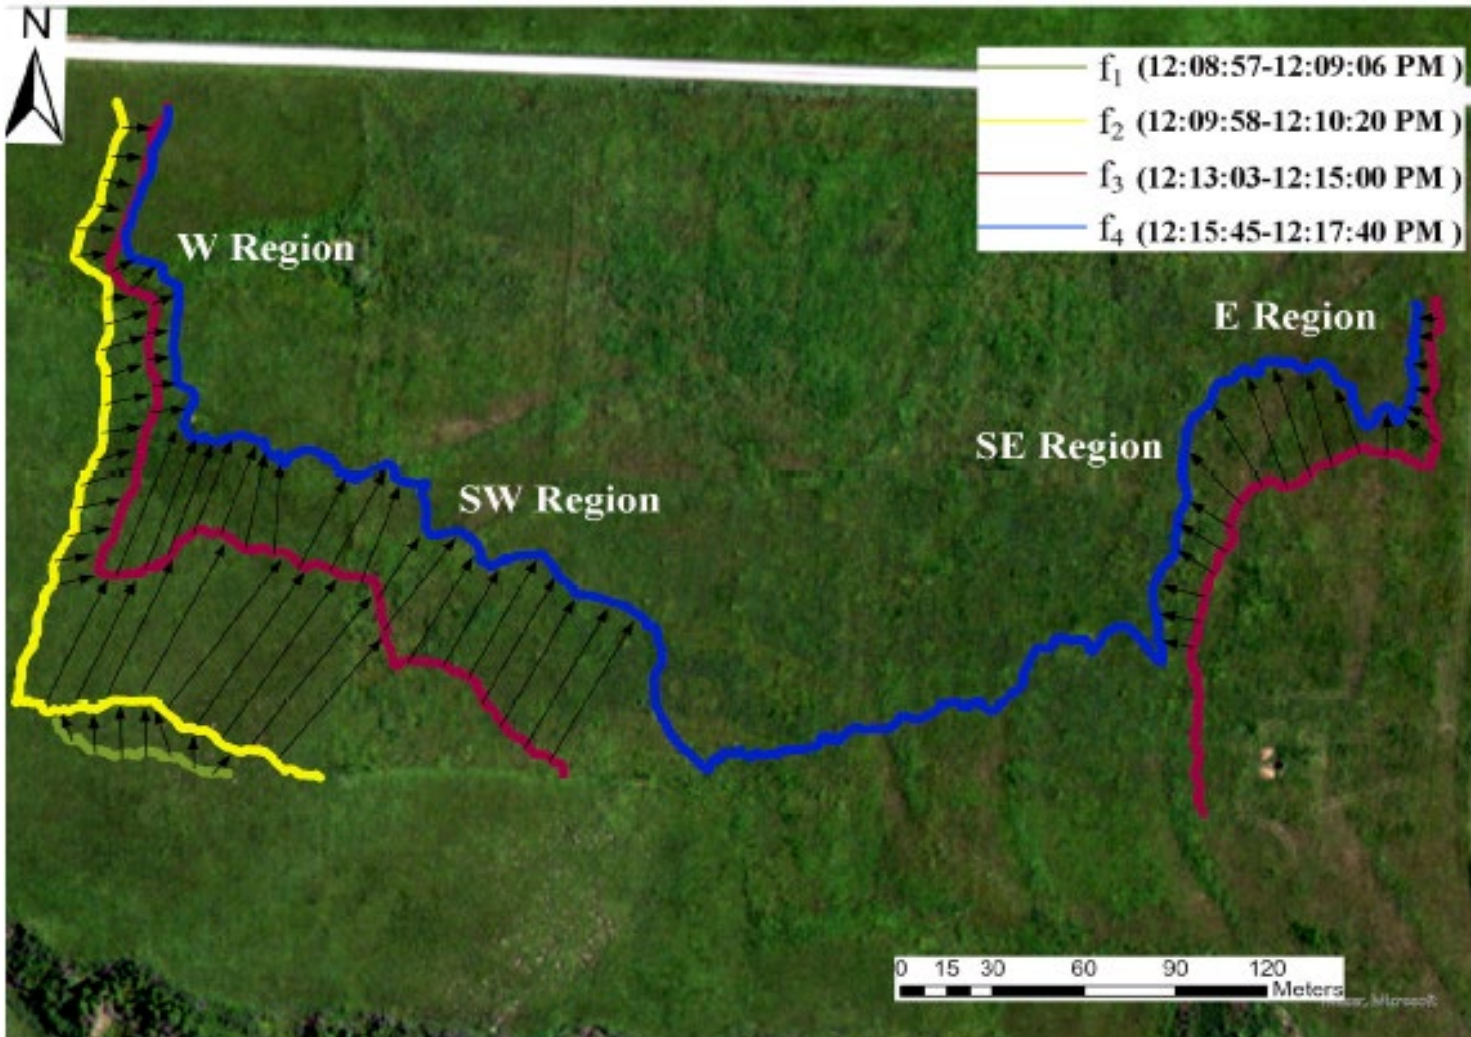 N
f₁ (12:08:57-12:09:06 PM )
f₂ (12:09:58-12:10:20 PM )
f₃ (12:13:03-12:15:00 PM )
f₄ (12:15:45-12:17:40 PM )
W Region
E Region
SE Region
SW Region
0 15 30 60 90 120
Meters
Microsoft